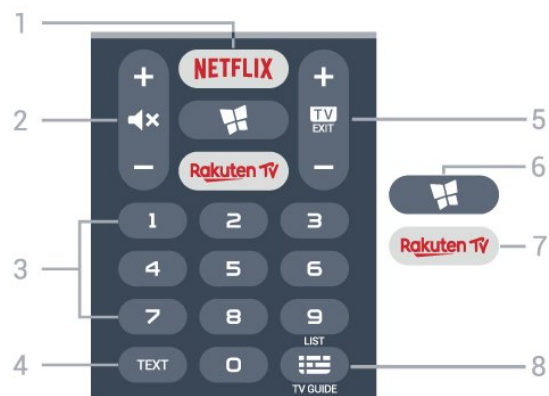 1
NETFLIX
2
TV
EXIT
5
Rakuten TV
6
Rakuten TV
7
3
1 2 3
4 5 6
7 8 9
LIST
4
TEXT 0
TV GUIDE
8